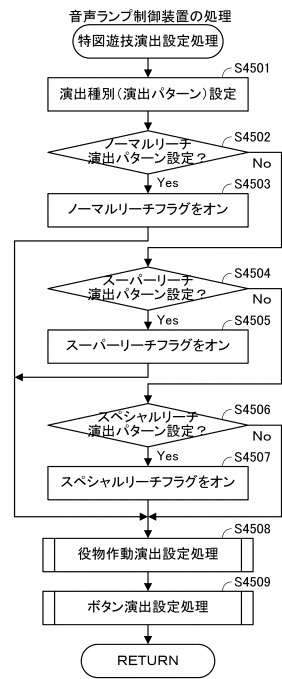 音声ランプ制御装置の処理
特図遊技演出設定処理
S4501
演出種別(演出パターン)設定
S4502
ノーマルリーチ
演出パターン設定?
No
Yes
S4503
ノーマルリーチフラグをオン
S4504
スーパーリーチ
演出パターン設定?
No
Yes
S4505
スーパーリーチフラグをオン
S4506
スペシャルリーチ
演出パターン設定?
No
Yes
S4507
スペシャルリーチフラグをオン
S4508
役物作動演出設定処理
S4509
ボタン演出設定処理
RETURN